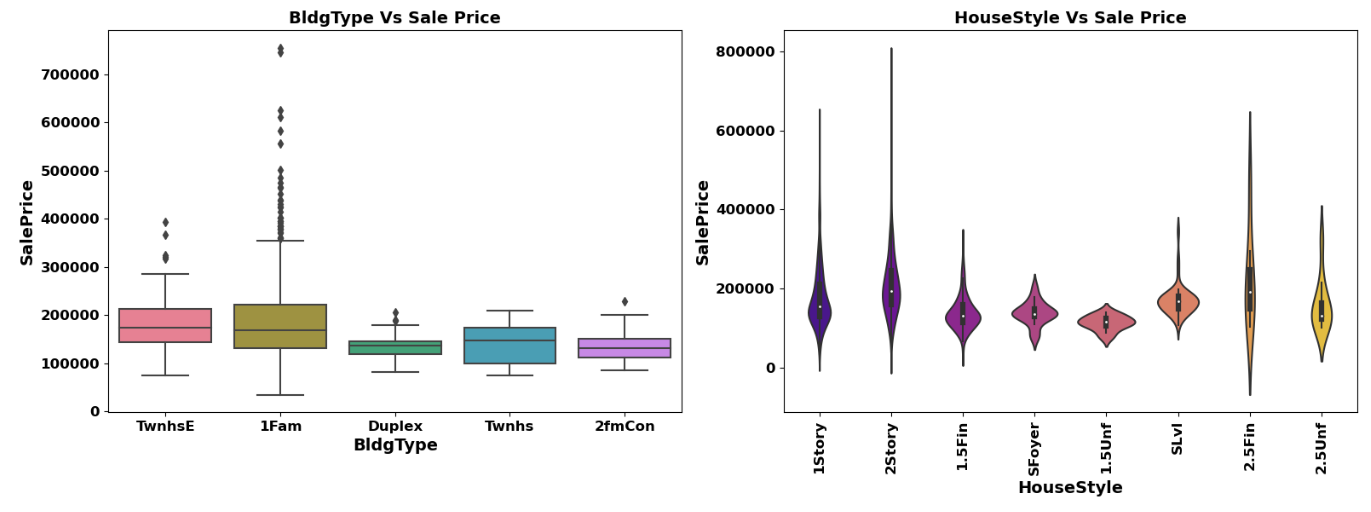 BldgType Vs Sale Price
SalePrice
700000
600000
500000
400000
300000
200000
100000
0
TwnhsE 1Fam Duplex Twnhs 2fmCon
BldgType
HouseStyle Vs Sale Price
SalePrice
800000
600000
400000
200000
0
1Story 2Story 1.5Fin SFoyer 1.5Unf SLvl 2.5Fin 2.5Unf
HouseStyle